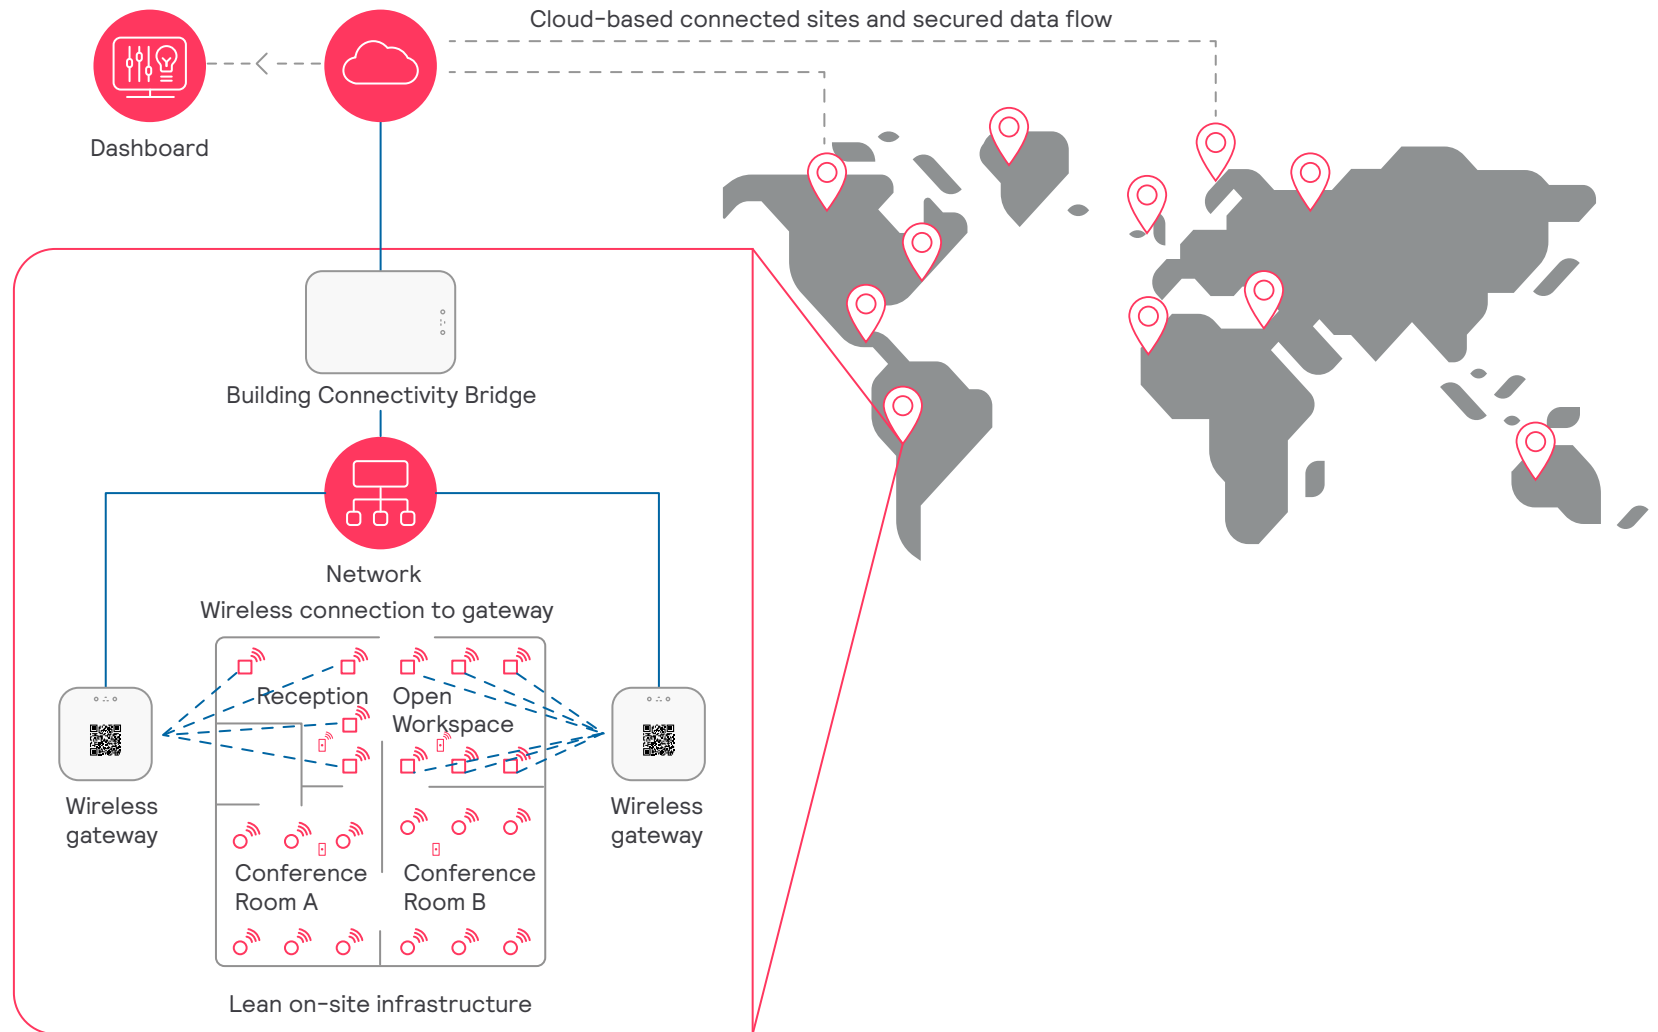 Cloud-based connected sites and secured data flow
Dashboard
Building Connectivity Bridge
Network
Wireless connection to gateway
Reception
Open
Workspace
Wireless
gateway
Wireless
gateway
Conference
Room A
Conference
Room B
Lean on-site infrastructure